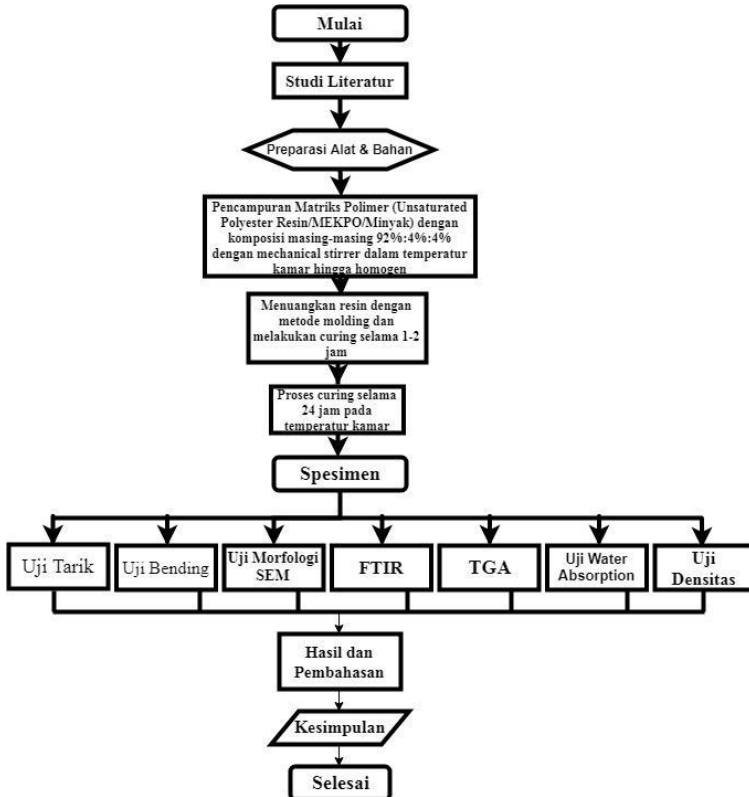 Mulai
Studi Literatur
Preparasi Alat & Bahan
Pencampuran Matriks Polimer (Unsaturated
Polyester Resin/MEKPO/Minyak) dengan
komposisi masing-masing 92%:4%:4%
dengan mechanical stirrer dalam temperatur
kamar hingga homogen
Menuangkan resin dengan
metode molding dan
melakukan curing selama 1-2
jam
Proses curing selama
24 jam pada
temperatur kamar
Spesimen
Uji Tarik
Uji Bending
Uji Morfologi
SEM
FTIR
TGA
Uji Water
Absorption
Uji
Densitas
Hasil dan
Pembahasan
Kesimpulan
Selesai